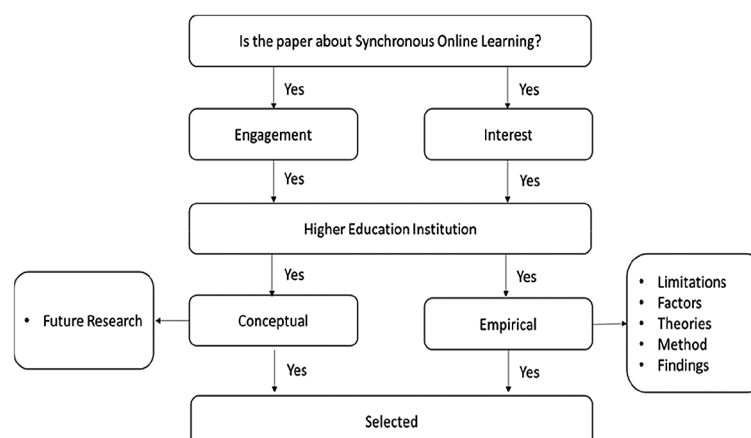 Is the paper about Synchronous Online Learning?
Yes
Yes
Engagement
Interest
Yes
Yes
Higher Education Institution
Yes
Yes
• Future Research
Conceptual
Empirical
• Limitations
• Factors
• Theories
• Method
• Findings
Yes
Yes
Selected